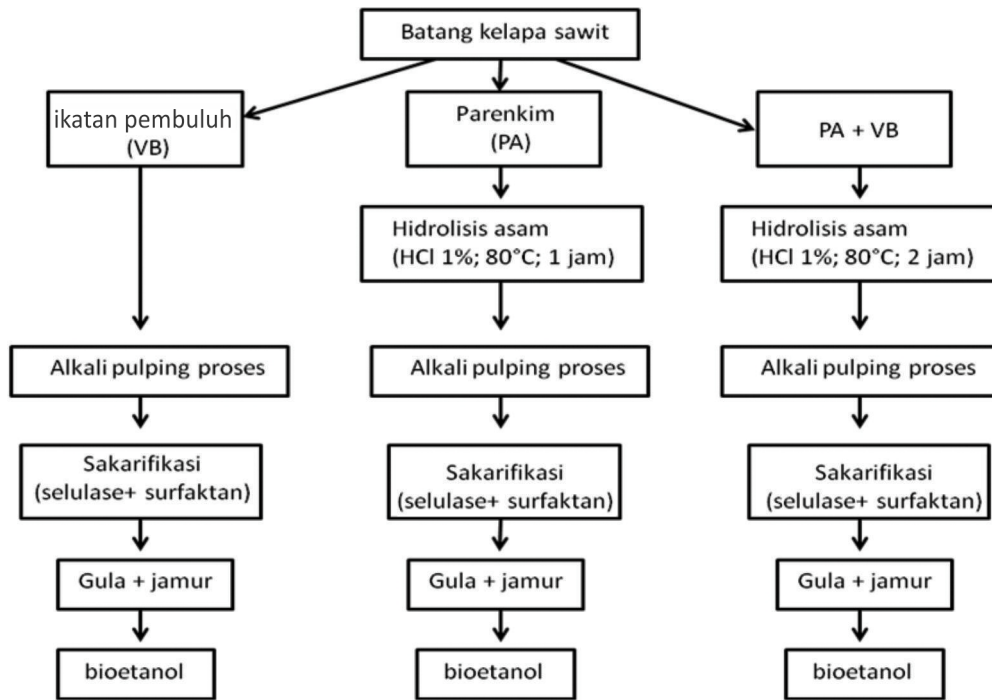 Batang kelapa sawit
ikatan pembuluh
(VB)
Parenkim
(PA)
PA + VB
Hidrolisis asam
(HCl 1%; 80°C; 1 jam)
Hidrolisis asam
(HCl 1%; 80°C; 2 jam)
Alkali pulping proses
Alkali pulping proses
Alkali pulping proses
Sakarifikasi
(selulase+ surfaktan)
Sakarifikasi
(selulase+ surfaktan)
Sakarifikasi
(selulase+ surfaktan)
Gula + jamur
Gula + jamur
Gula + jamur
bioetanol
bioetanol
bioetanol